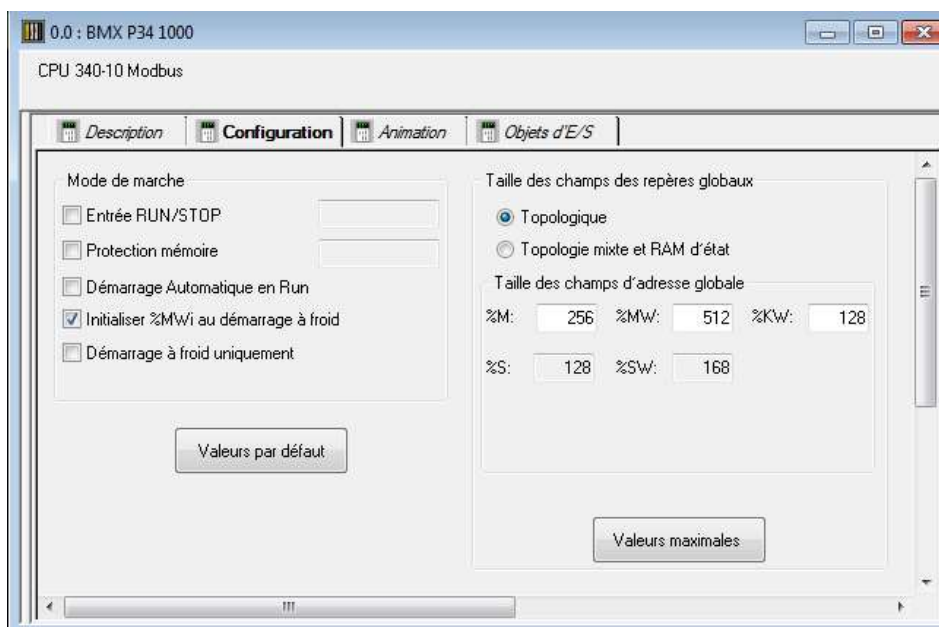 0.0 : BMX P34 1000
CPU 340-10 Modbus
Description Configuration Animation Objets d'E/S
Mode de marche
Entrée RUN/STOP
Protection mémoire
Démarrage Automatique en Run
Initialiser %MWi au démarrage à froid
Démarrage à froid uniquement
Valeurs par défaut
Taille des champs des repères globaux
Topologique
Topologie mixte et RAM d'état
Taille des champs d'adresse globale
%M: 256 %MW: 512 %KW: 128
%S: 128 %SW: 168
Valeurs maximales